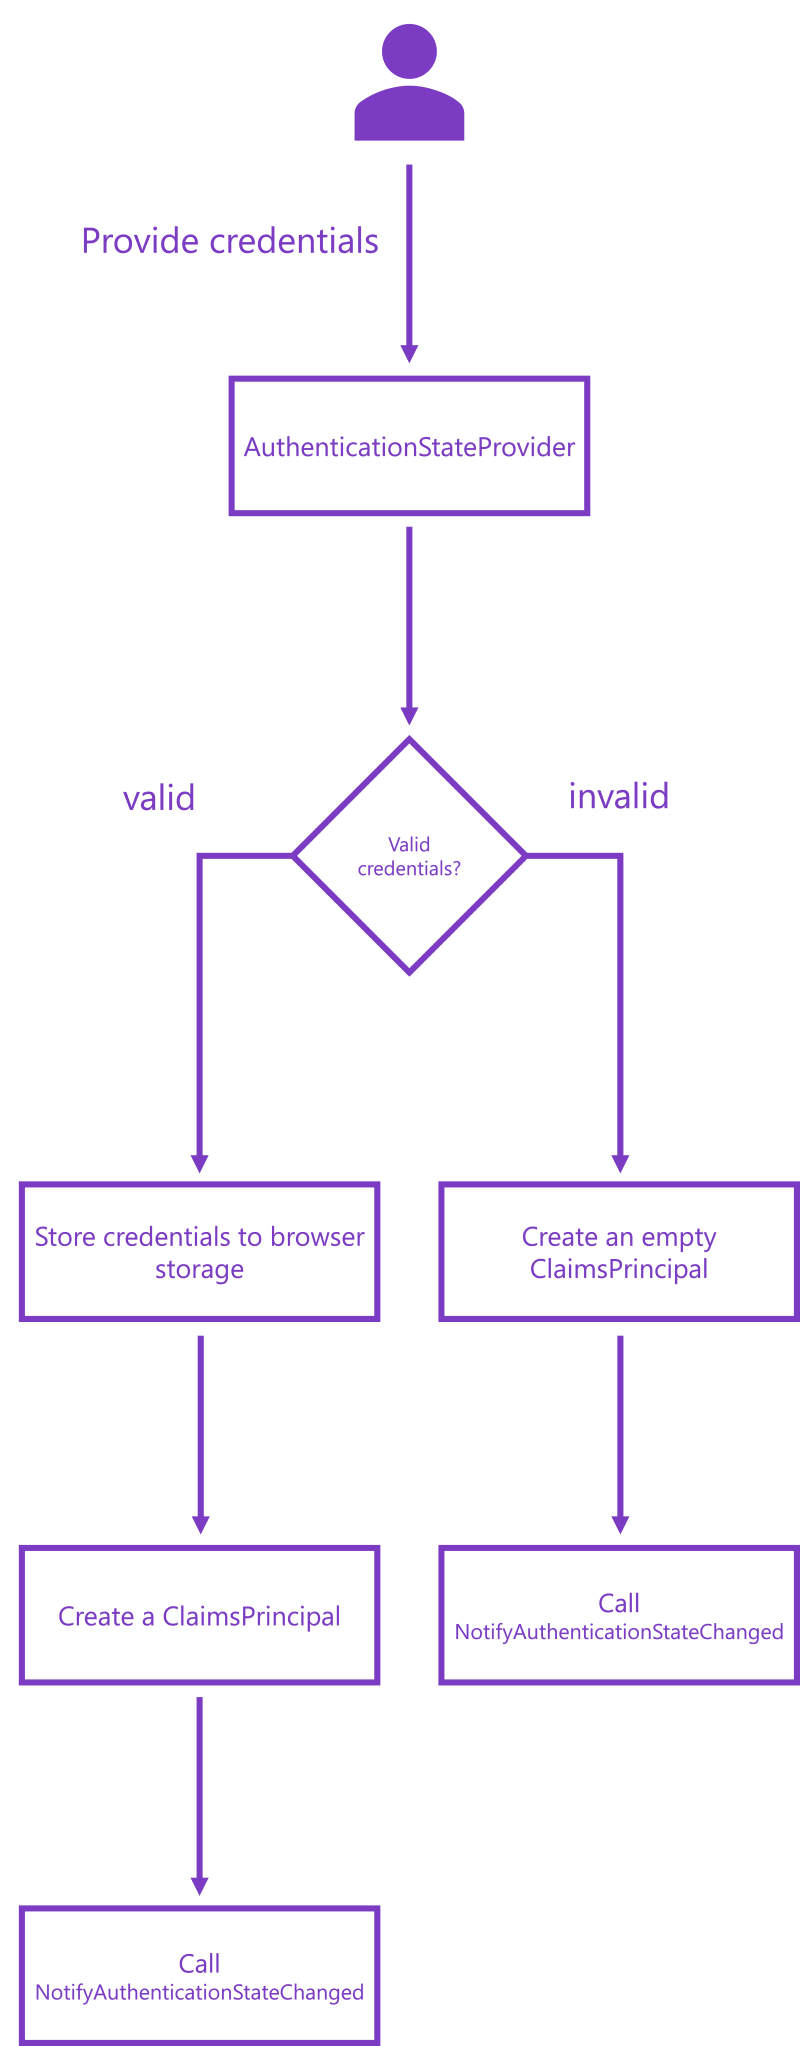 Provide credentials
AuthenticationStateProvider
valid
invalid
Valid
credentials?
Store credentials to browser
storage
Create an empty
ClaimsPrincipal
Create a ClaimsPrincipal
Call
NotifyAuthenticationStateChanged
Call
NotifyAuthenticationStateChanged